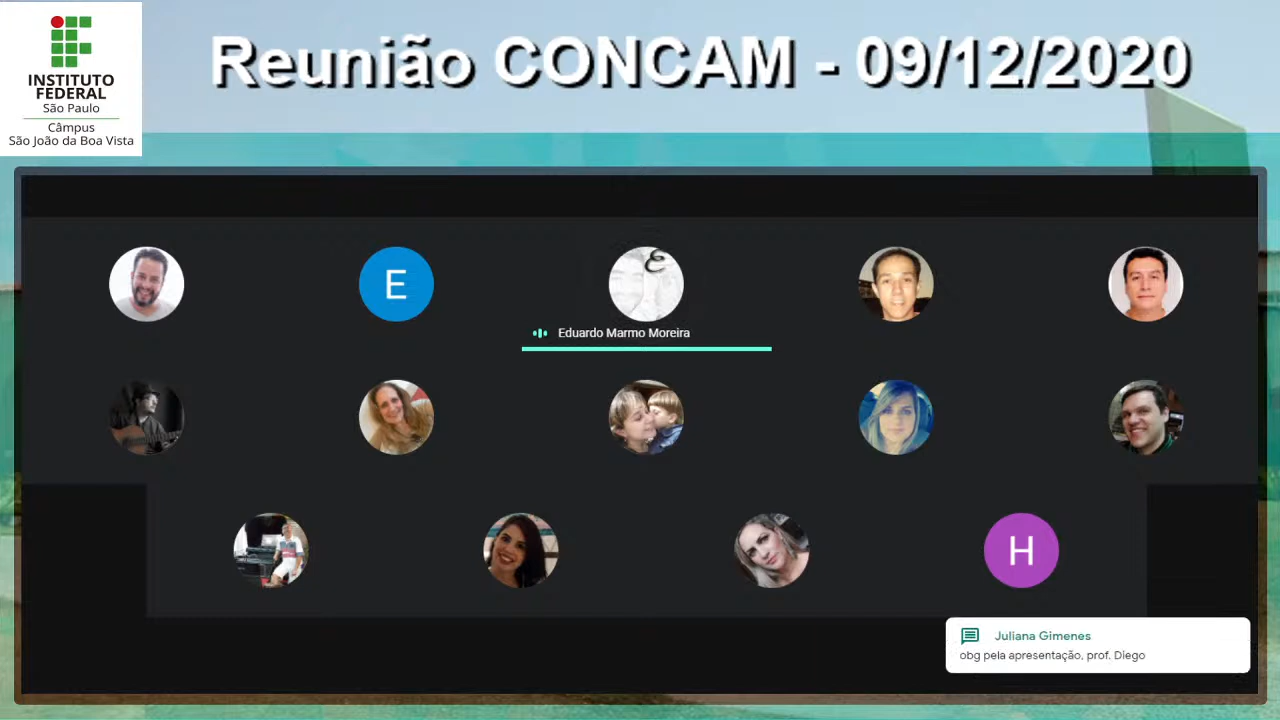 INSTITUTO
FEDERAL
São Paulo
Câmpus
São João da Boa Vista
Reunião CONCAM - 09/12/2020
E
ε
Eduardo Marmo Moreira
H
Juliana Gimenes
obg pela apresentação, prof. Diego